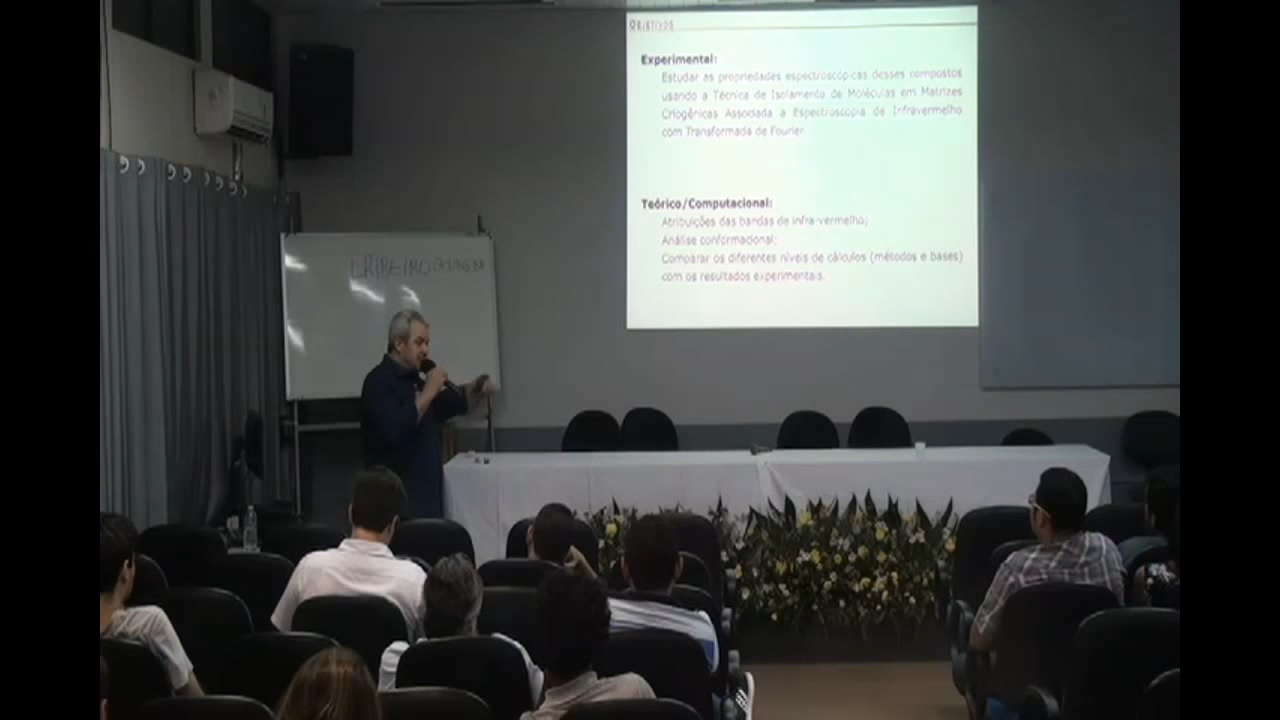 OBJETIVOS
Experimental:
Estudar as propriedades espectroscópicas desses compostos
usando a Técnica de Isolamento de Moléculas em Matrizes
Criogênicas Associada a Espectroscopia de Infravermelho
com Transformada de Fourier.
Teórico/Computacional:
Atribuições das bandas de infra-vermelho;
Análise conformacional;
Comparar os diferentes níveis de cálculos (métodos e bases)
com os resultados experimentais.